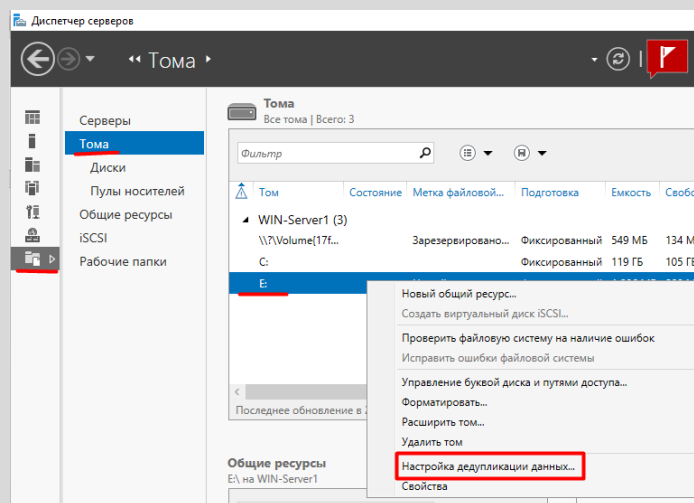 Диспетчер серверов
Тома
Серверы
Тома
Диски
Пулы носителей
Общие ресурсы
iSCSI
Рабочие папки
Тома
Все тома | Всего: 3
Фильтр
Том Состояние Метка файловой... Подготовка Емкость Свобо
WIN-Server1 (3)
\\?\Volume{17f... Зарезервировано... Фиксированный 549 МБ 134 М
C: Фиксированный 119 ГБ 105 ГБ
E:
Новый общий ресурс...
Создать виртуальный диск iSCSI...
Проверить файловую систему на наличие ошибок
Исправить ошибки файловой системы
Управление буквой диска и путями доступа...
Форматировать...
Расширить том...
Удалить том
Настройка дедупликации данных...
Свойства
Последнее обновление в
Общие ресурсы
E:\ на WIN-Server1